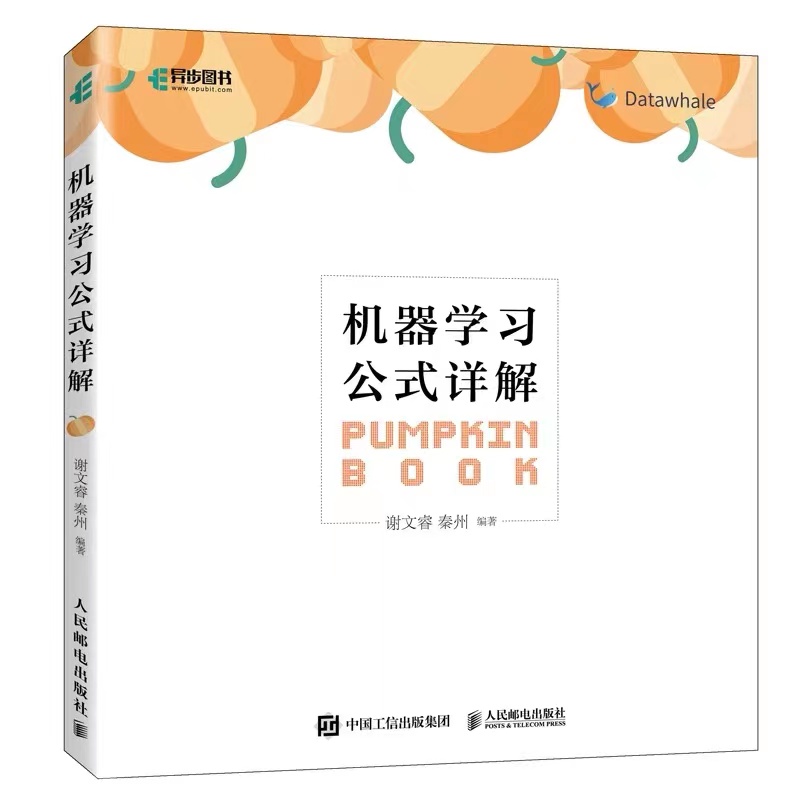 异步图书
www.epubit.com
Datawhale
机器学习
公式详解
PUMPKIN
BOOK
谢文睿 秦州 编著
中国工信出版集团
人民邮电出版社
POSTS & TELECOM PRESS
机器学习公式详解
谢文睿 秦州 编著
人民邮电出版社